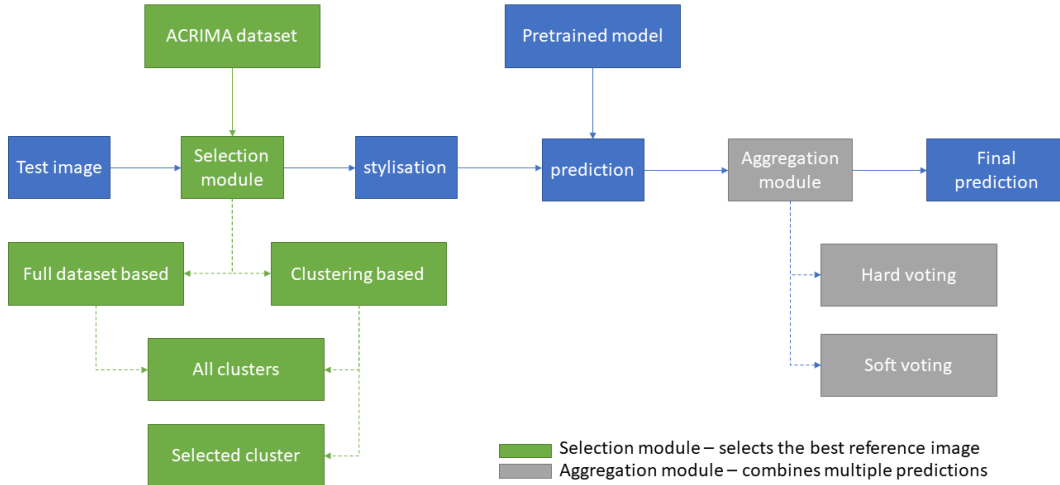 ACRIMA dataset
Pretrained model
Test image
Selection
module
stylisation
prediction
Aggregation
module
Final
prediction
Full dataset based
Clustering based
Hard voting
All clusters
Soft voting
Selected cluster
Selection module – selects the best reference image
Aggregation module – combines multiple predictions